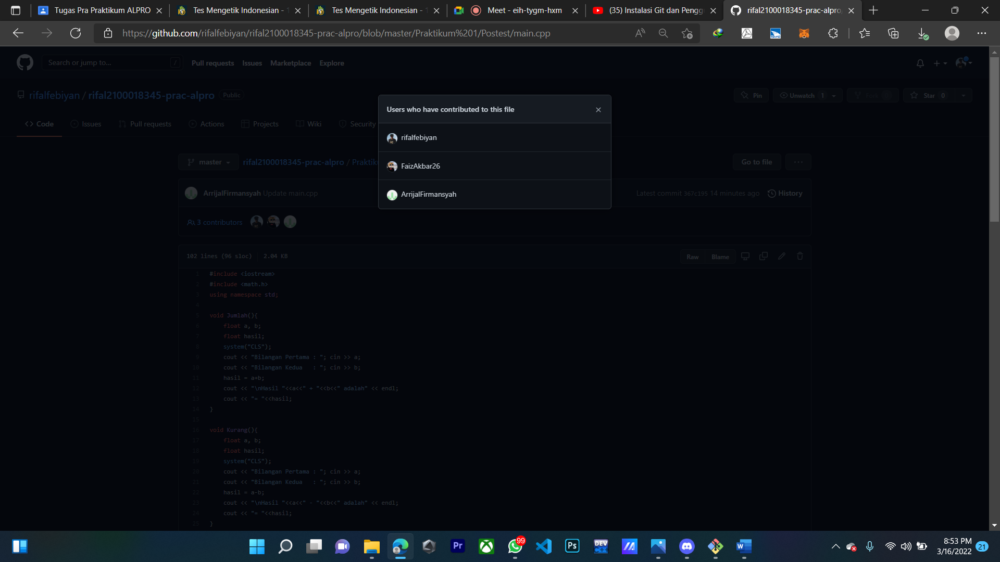 Tugas Pra Praktikum ALPRO
Tes Mengetik Indonesian - 1
Tes Mengetik Indonesian - 1
Meet - eih-tygm-hxm
(35) Instalasi Git dan Pengg
rifal2100018345-prac-alpro/
https://github.com/rifalfebiyan/rifal2100018345-prac-alpro/blob/master/Praktikum%201/Postest/main.cpp
Search or jump to... /
Pull requests Issues Marketplace Explore
rifalfebiyan / rifal2100018345-prac-alpro Public
Pin Unwatch 1 Fork Star 0
Code Issues Pull requests Actions Projects Wiki Security
Users who have contributed to this file
rifalfebiyan
FaizAkbar26
ArrijalFirmansyah
master rifal2100018345-prac-alpro / Praktik
Go to file ...
ArrijalFirmansyah Update main.cpp
Latest commit 367c195 14 minutes ago History
3 contributors
102 lines (96 sloc) 2.04 KB
Raw Blame
1 #include <iostream>
2 #include <math.h>
3 using namespace std;
4
5 void Jumlah(){
6 float a, b;
7 float hasil;
8 system("CLS");
9 cout << "Bilangan Pertama : "; cin >> a;
10 cout << "Bilangan Kedua   : "; cin >> b;
11 hasil = a+b;
12 cout << "\nHasil "<<a<<" + "<<b<<" adalah" << endl;
13 cout << "= "<<hasil;
14 }
15
16 void Kurang(){
17 float a, b;
18 float hasil;
19 system("CLS");
20 cout << "Bilangan Pertama : "; cin >> a;
21 cout << "Bilangan Kedua   : "; cin >> b;
22 hasil = a-b;
23 cout << "\nHasil "<<a<<" - "<<b<<" adalah" << endl;
24 cout << "= "<<hasil;
25 }
Pr
99
Ps
DEV
C++
W
8:53 PM
3/16/2022
21